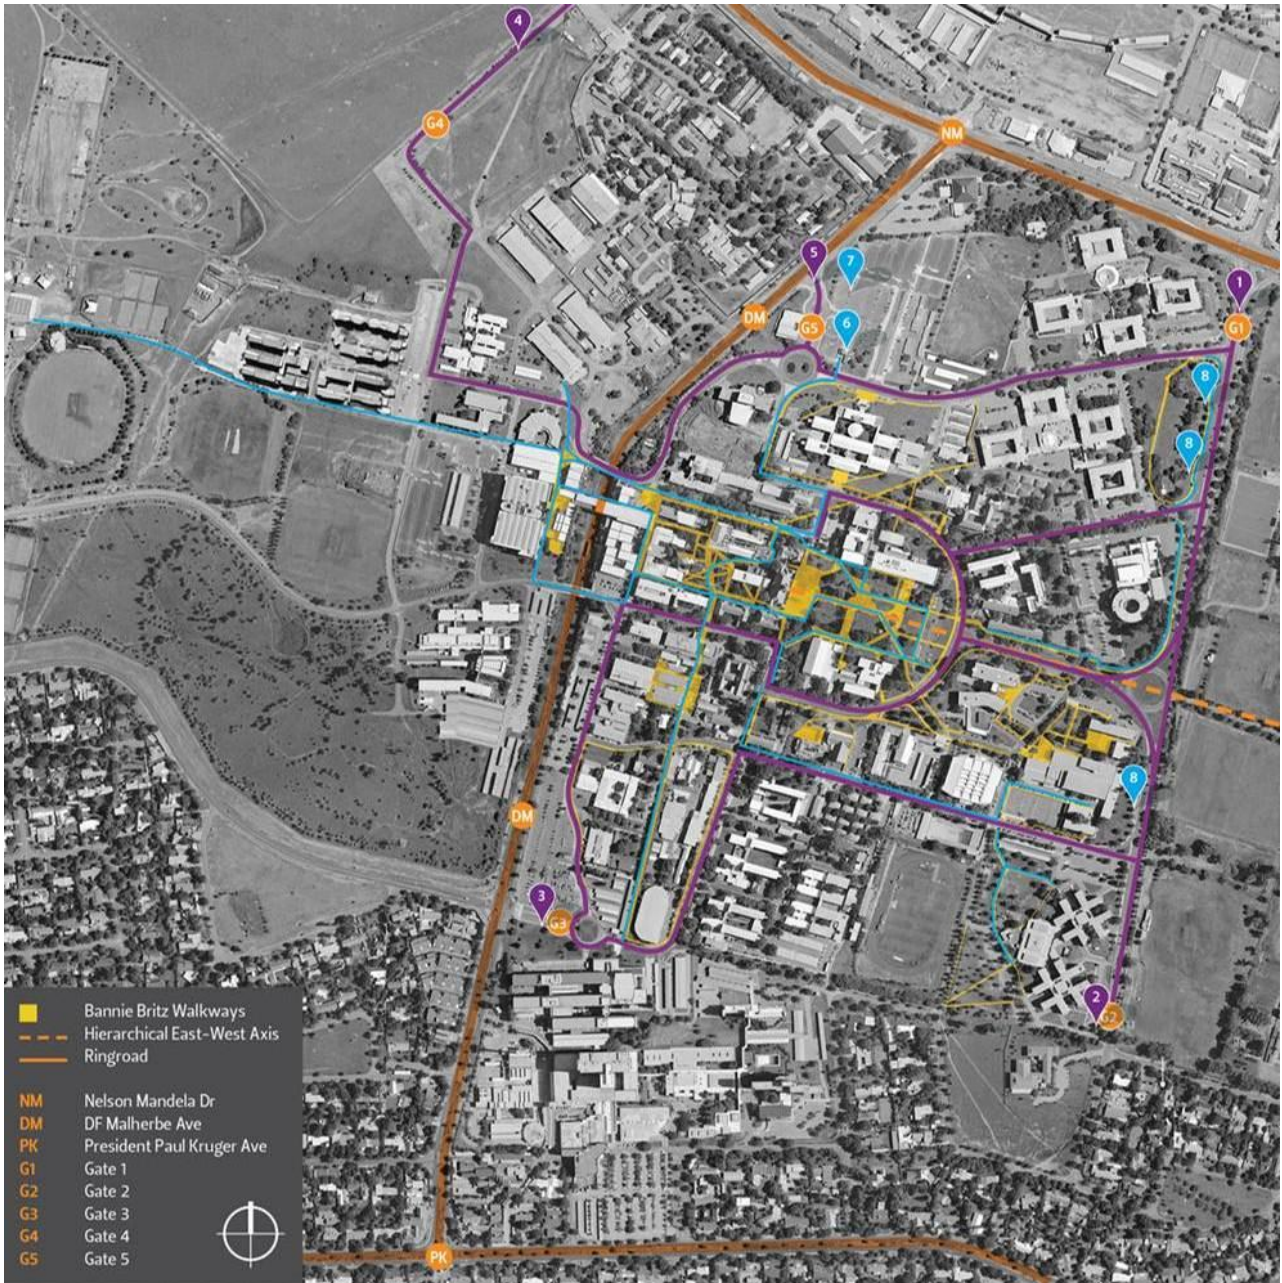 4
G4
NM
5
7
1
DM
G5
6
G1
8
8
8
DM
3
G3
2
G2
Bannie Britz Walkways
Hierarchical East-West Axis
Ringroad
NM Nelson Mandela Dr
DM DF Malherbe Ave
PK President Paul Kruger Ave
G1 Gate 1
G2 Gate 2
G3 Gate 3
G4 Gate 4
G5 Gate 5
PK